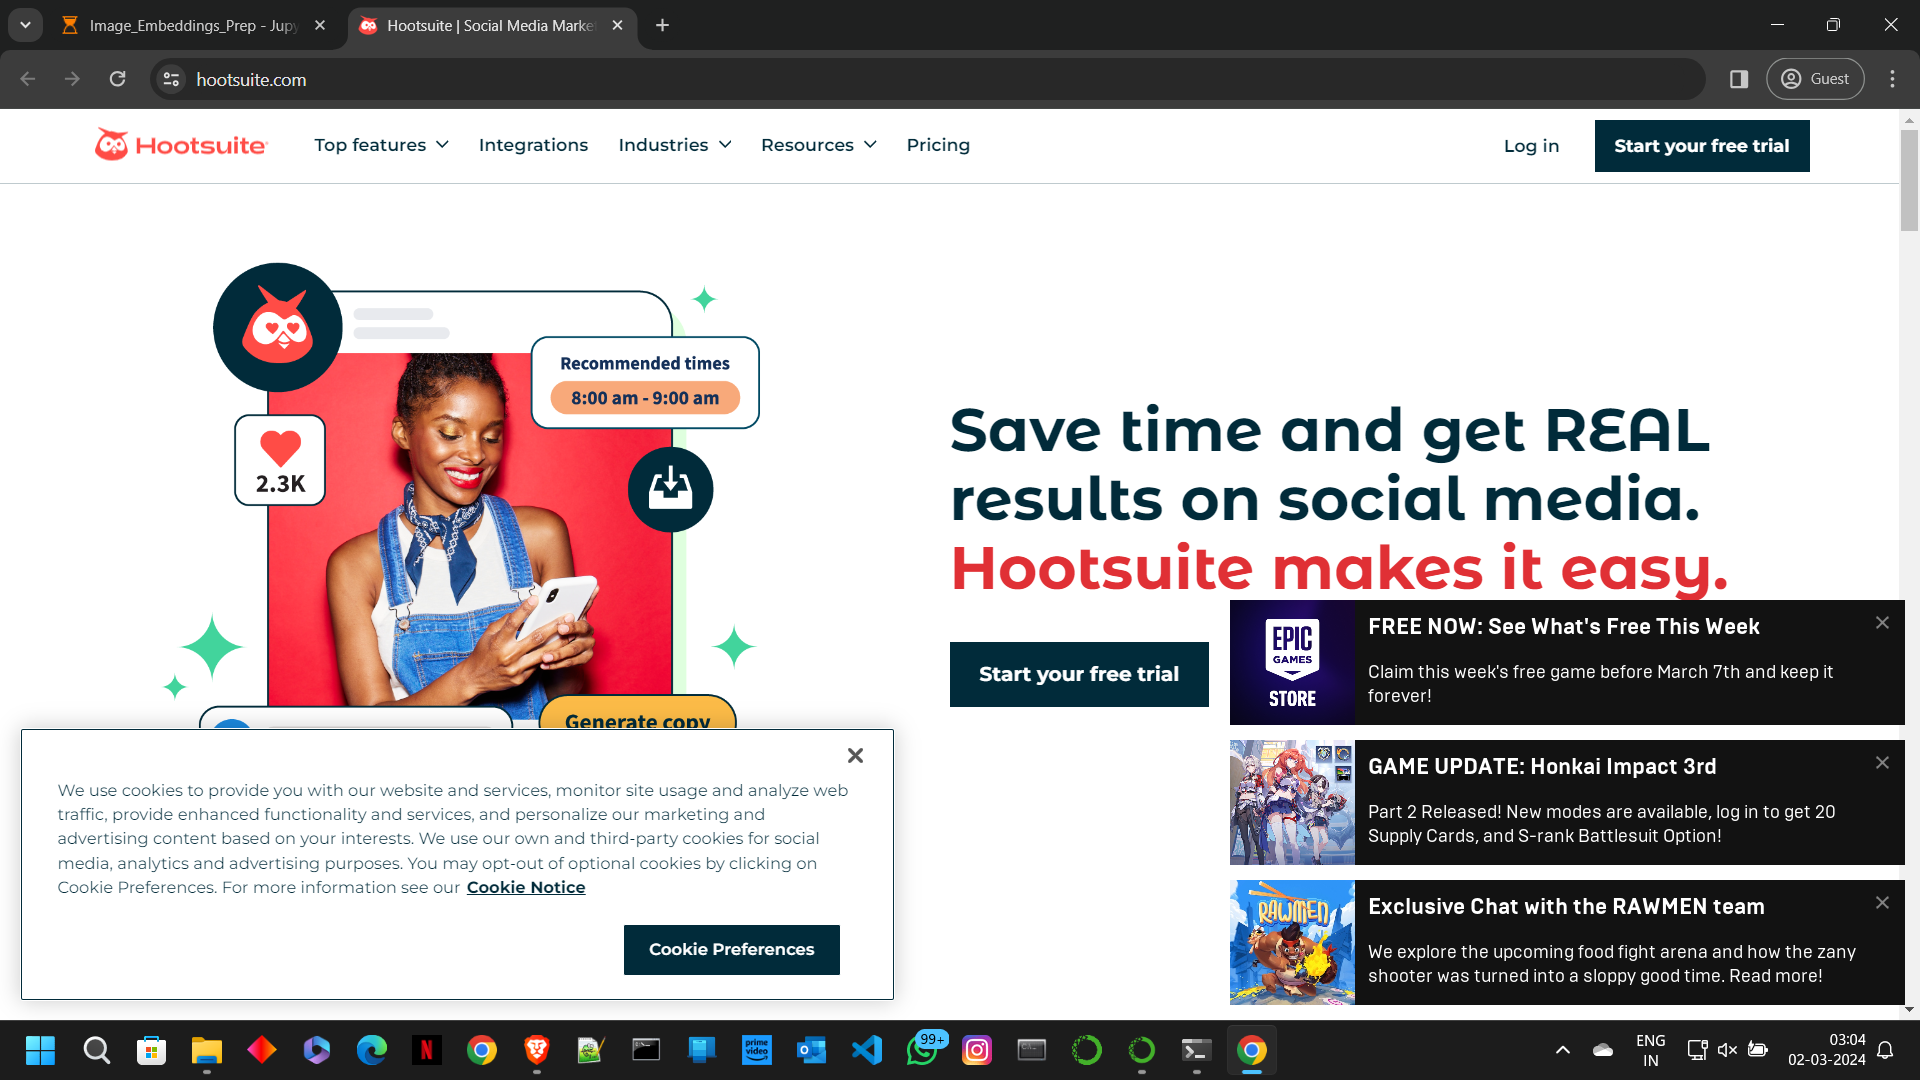 Image_Embeddings_Prep - Jupy
Hootsuite | Social Media Marke
hootsuite.com
Guest
Hootsuite
Top features
Integrations
Industries
Resources
Pricing
Log in
Start your free trial
Recommended times
8:00 am - 9:00 am
2.3K
Generate copy
Save time and get REAL
results on social media.
Hootsuite makes it easy.
Start your free trial
EPIC
GAMES
STORE
FREE NOW: See What's Free This Week
Claim this week's free game before March 7th and keep it
forever!
GAME UPDATE: Honkai Impact 3rd
Part 2 Released! New modes are available, log in to get 20
Supply Cards, and S-rank Battlesuit Option!
RAWMEN
Exclusive Chat with the RAWMEN team
We explore the upcoming food fight arena and how the zany
shooter was turned into a sloppy good time. Read more!
We use cookies to provide you with our website and services, monitor site usage and analyze web
traffic, provide enhanced functionality and services, and personalize our marketing and
advertising content based on your interests. We use our own and third-party cookies for social
media, analytics and advertising purposes. You may opt-out of optional cookies by clicking on
Cookie Preferences. For more information see our Cookie Notice
Cookie Preferences
N
prime
video
99+
ENG
IN
03:04
02-03-2024